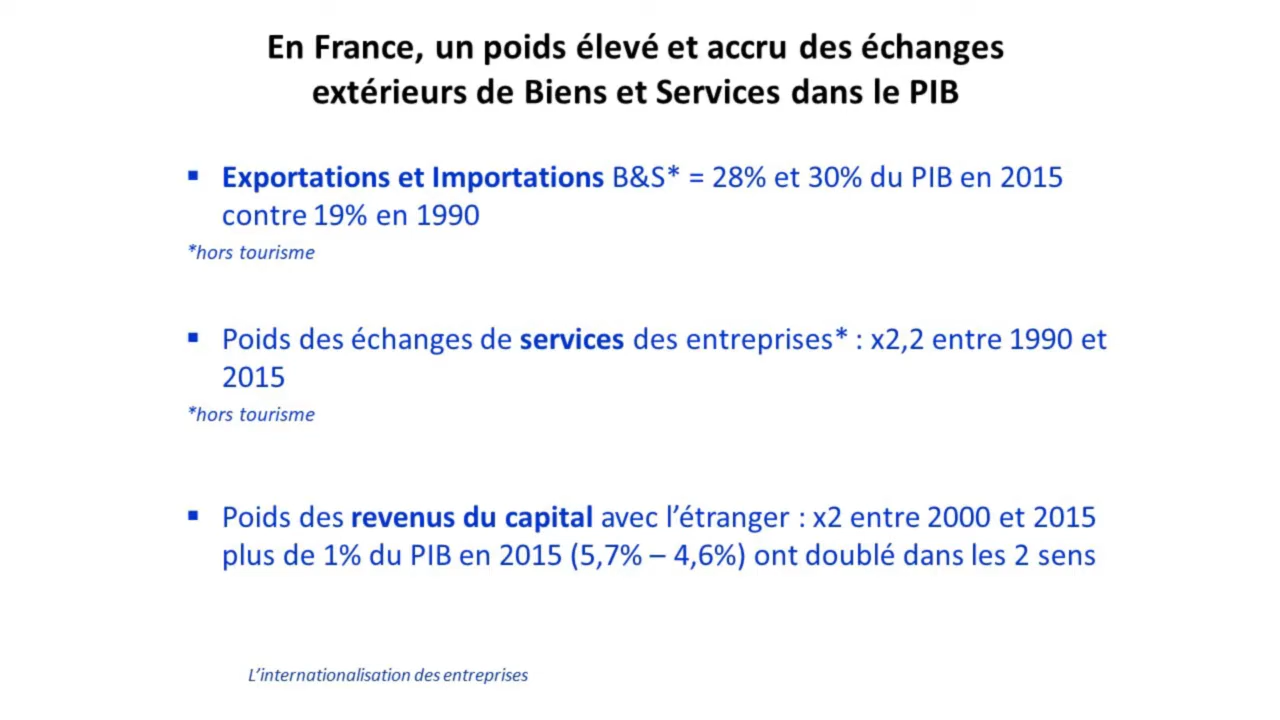 En France, un poids élevé et accru des échanges
extérieurs de Biens et Services dans le PIB
▪ Exportations et Importations B&S* = 28% et 30% du PIB en 2015
contre 19% en 1990
*hors tourisme
▪ Poids des échanges de services des entreprises* : x2,2 entre 1990 et
2015
*hors tourisme
▪ Poids des revenus du capital avec l’étranger : x2 entre 2000 et 2015
plus de 1% du PIB en 2015 (5,7% – 4,6%) ont doublé dans les 2 sens
L’internationalisation des entreprises